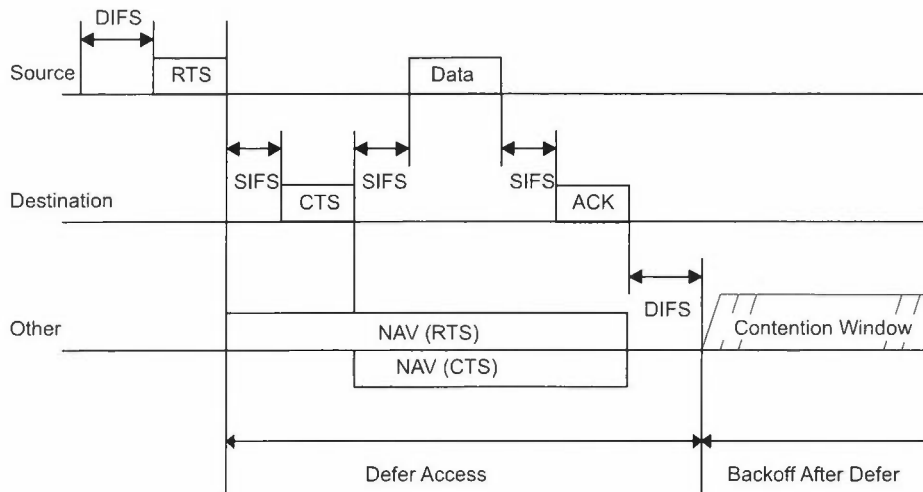 DIFS
Source
RTS
Data
SIFS
SIFS
SIFS
Destination
CTS
ACK
DIFS
Other
NAV (RTS)
Contention Window
NAV (CTS)
Defer Access
Backoff After Defer